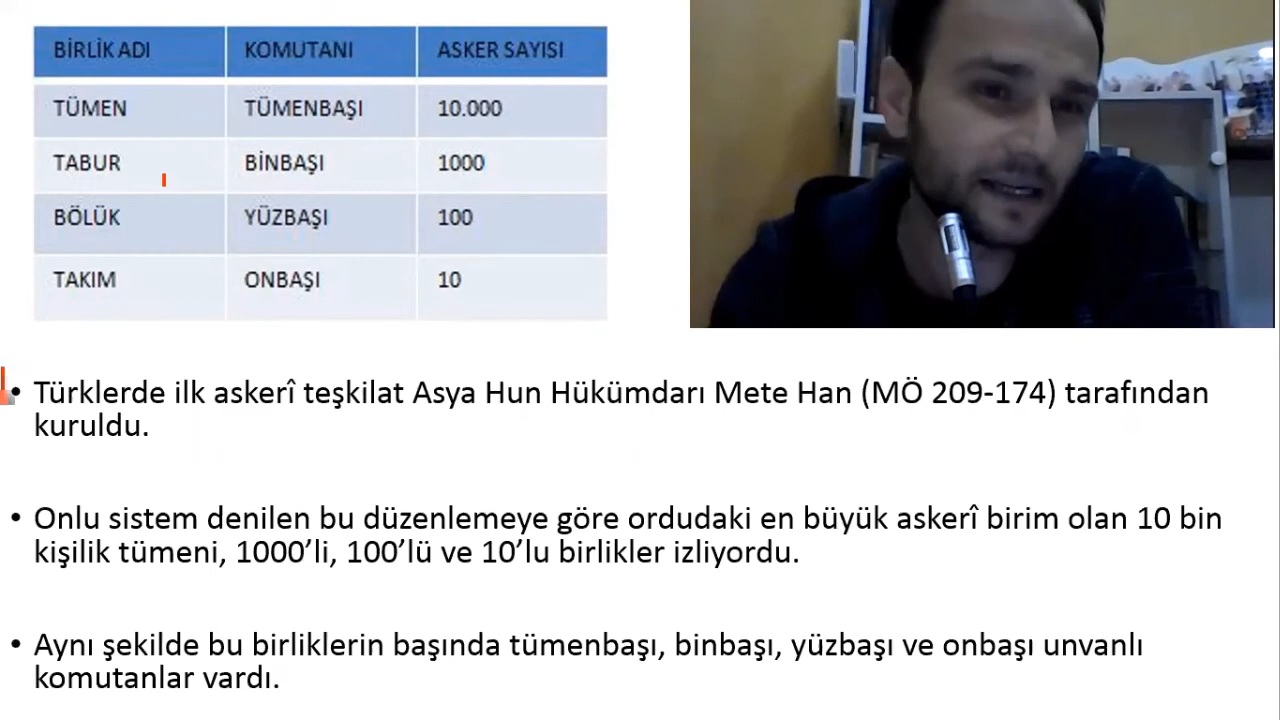 BİRLİK ADI KOMUTANI ASKER SAYISI
TÜMEN TÜMENBAŞI 10.000
TABUR BİNBAŞI 1000
BÖLÜK YÜZBAŞI 100
TAKIM ONBAŞI 10
• Türklerde ilk askerî teşkilat Asya Hun Hükümdarı Mete Han (MÖ 209-174) tarafından
kuruldu.
• Onlu sistem denilen bu düzenlemeye göre ordudaki en büyük askerî birim olan 10 bin
kişilik tümeni, 1000’li, 100’lü ve 10’lu birlikler izliyordu.
• Aynı şekilde bu birliklerin başında tümenbaşı, binbaşı, yüzbaşı ve onbaşı unvanlı
komutanlar vardı.